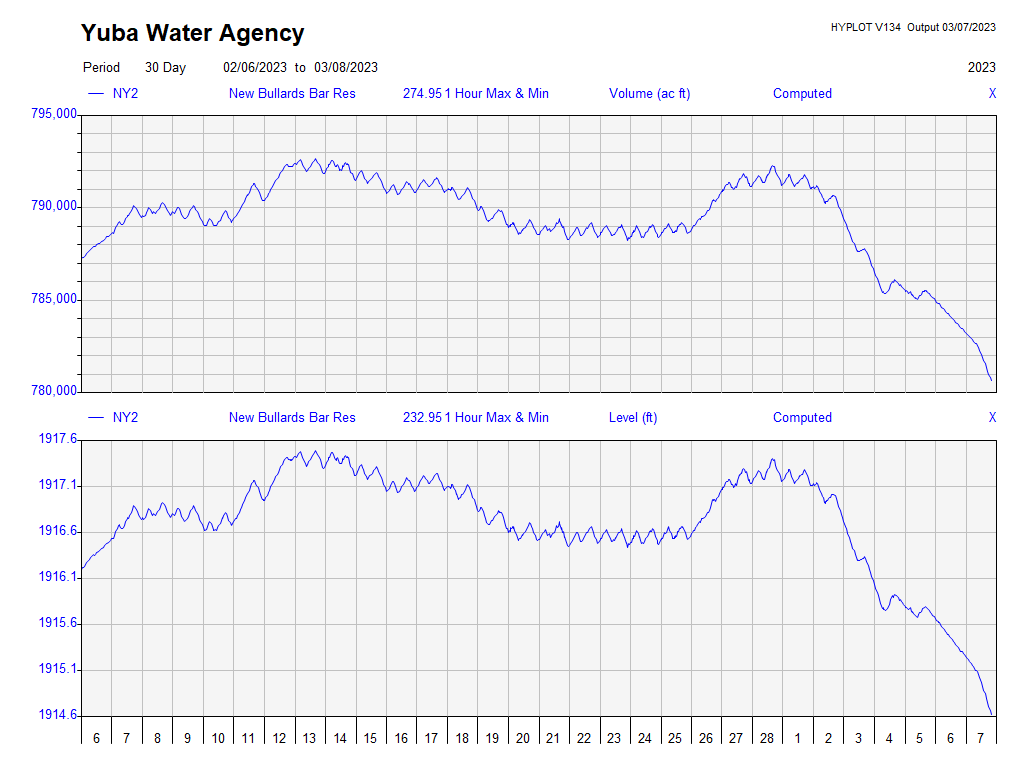 Yuba Water Agency
HYPLOT V134 Output 03/07/2023
Period 30 Day 02/06/2023 to 03/08/2023 2023
NY2 New Bullards Bar Res 274.95 1 Hour Max & Min Volume (ac ft) Computed X
795,000
790,000
785,000
780,000
NY2 New Bullards Bar Res 232.95 1 Hour Max & Min Level (ft) Computed X
1917.6
1917.1
1916.6
1916.1
1915.6
1915.1
1914.6
6 7 8 9 10 11 12 13 14 15 16 17 18 19 20 21 22 23 24 25 26 27 28 1 2 3 4 5 6 7